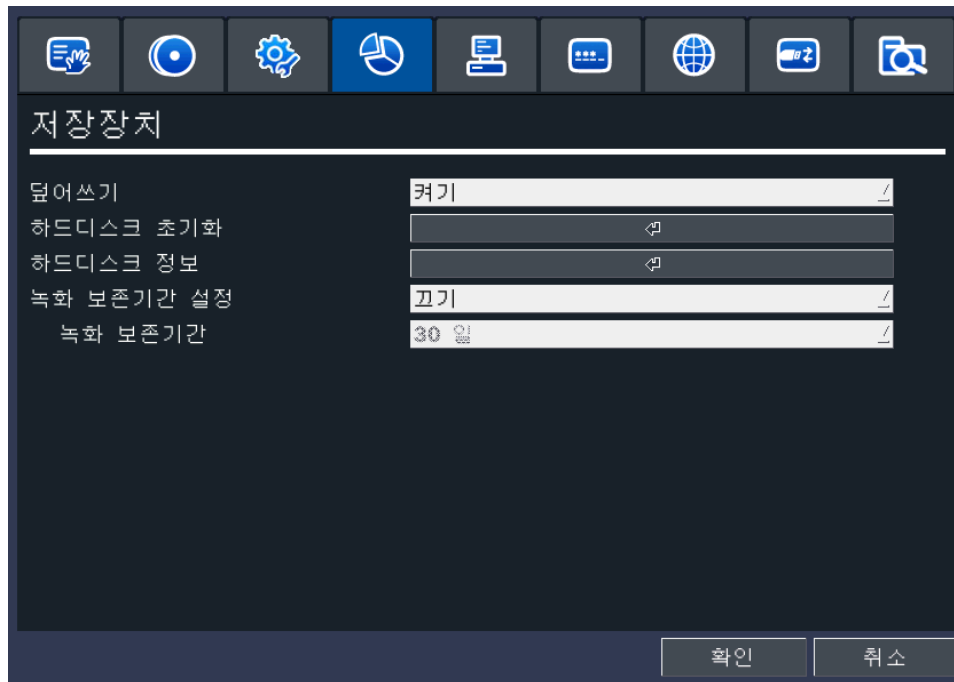 저장장치
덮어쓰기 켜기
하드디스크 초기화
하드디스크 정보
녹화 보존기간 설정 끄기
녹화 보존기간 30 일
확인 취소